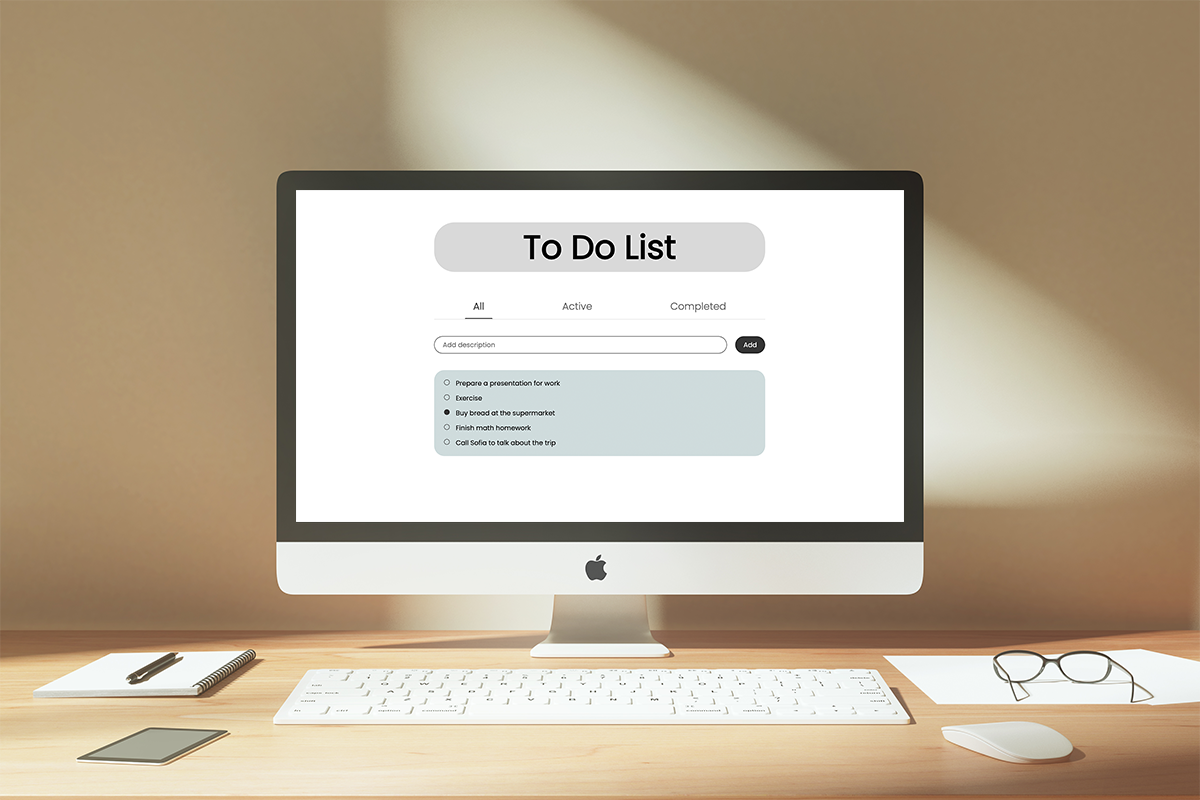 To Do List
All Active Completed
Add description Add
Prepare a presentation for work
Exercise
Buy bread at the supermarket
Finish math homework
Call Sofia to talk about the trip